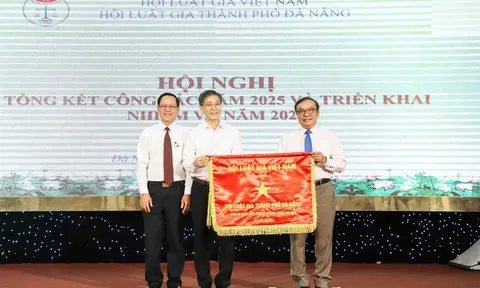 HỘI LUẬT GIA VIỆT NAM
HỘI LUẬT GIA THÀNH PHỐ ĐÀ NẴNG
HỘI NGHỊ
TỔNG KẾT CÔNG TÁC NĂM 2025 VÀ TRIỂN KHAI
NHIỆM VỤ NĂM 202
Đà N
HỘI LUẬT GIA VIỆT NAM
HỘI LUẬT GIA THÀNH PHỐ ĐÀ NẴNG